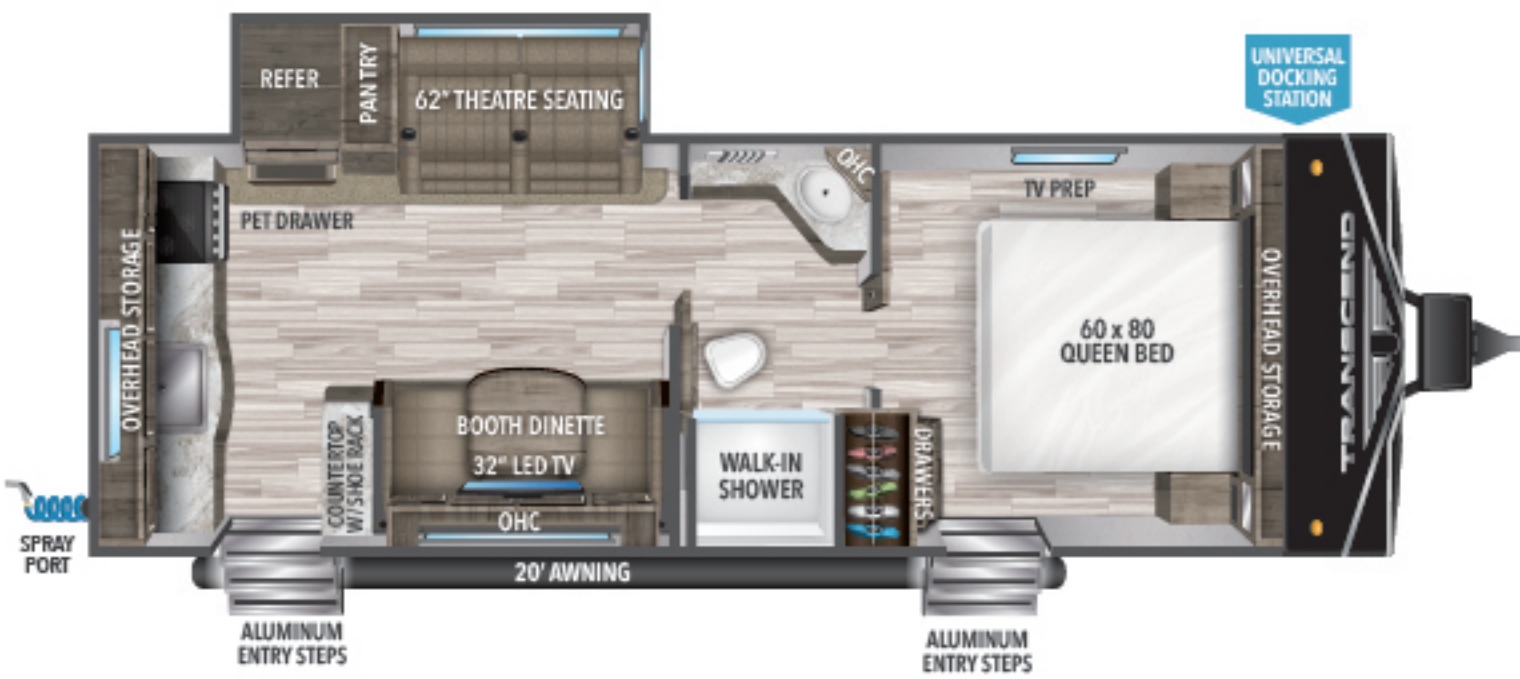 UNIVERSAL
DOCKING
STATION
REFER
PANTRY
62" THEATRE SEATING
OHC
TV PREP
PET DRAWER
OVERHEAD STORAGE
60 x 80
QUEEN BED
OVERHEAD STORAGE
TRANSCEND
BOOTH DINETTE
32" LED TV
COUNTERTOP
W/ SHOE RACK
WALK-IN
SHOWER
DRAWERS
OHC
SPRAY
PORT
20' AWNING
ALUMINUM
ENTRY STEPS
ALUMINUM
ENTRY STEPS